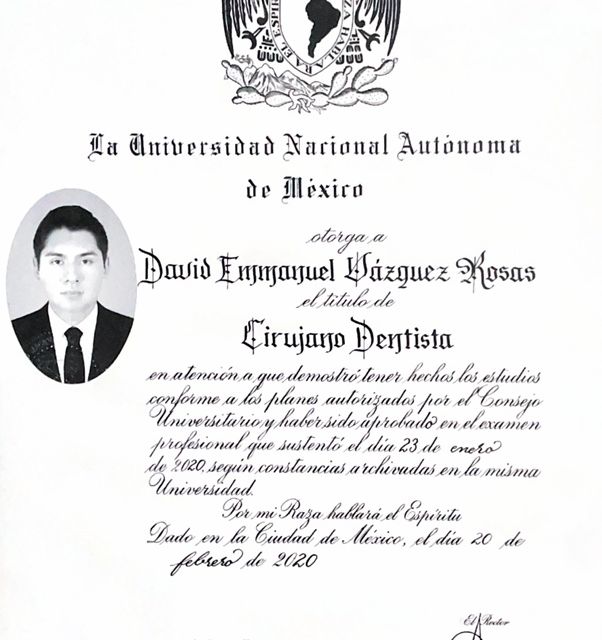 La Universidad Nacional Autónoma
de México
otorga a
David Emmanuel Vázquez Rosas
el título de
Cirujano Dentista
en atención a que demostró tener hechos los estudios
conforme a los planes autorizados por el Consejo
Universitario y haber sido aprobado en el examen
profesional que sustentó el día 23 de enero
de 2020, según constancias archivadas en la misma
Universidad.
Por mi Raza hablará el Espíritu
Dado en la Ciudad de México, el día 20 de
febrero de 2020
El Rector